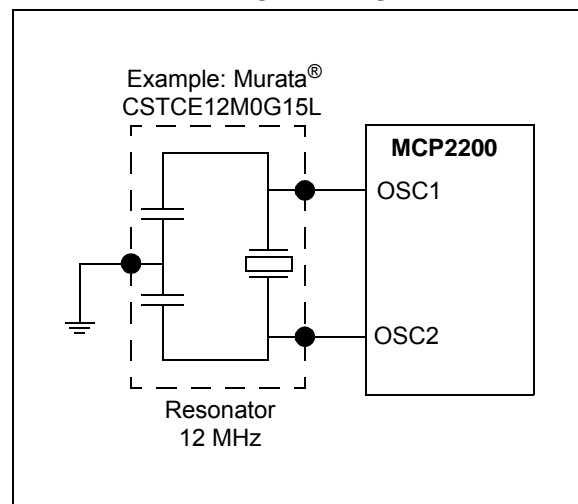 Example: Murata®
CSTCE12M0G15L
MCP2200
OSC1
OSC2
Resonator
12 MHz